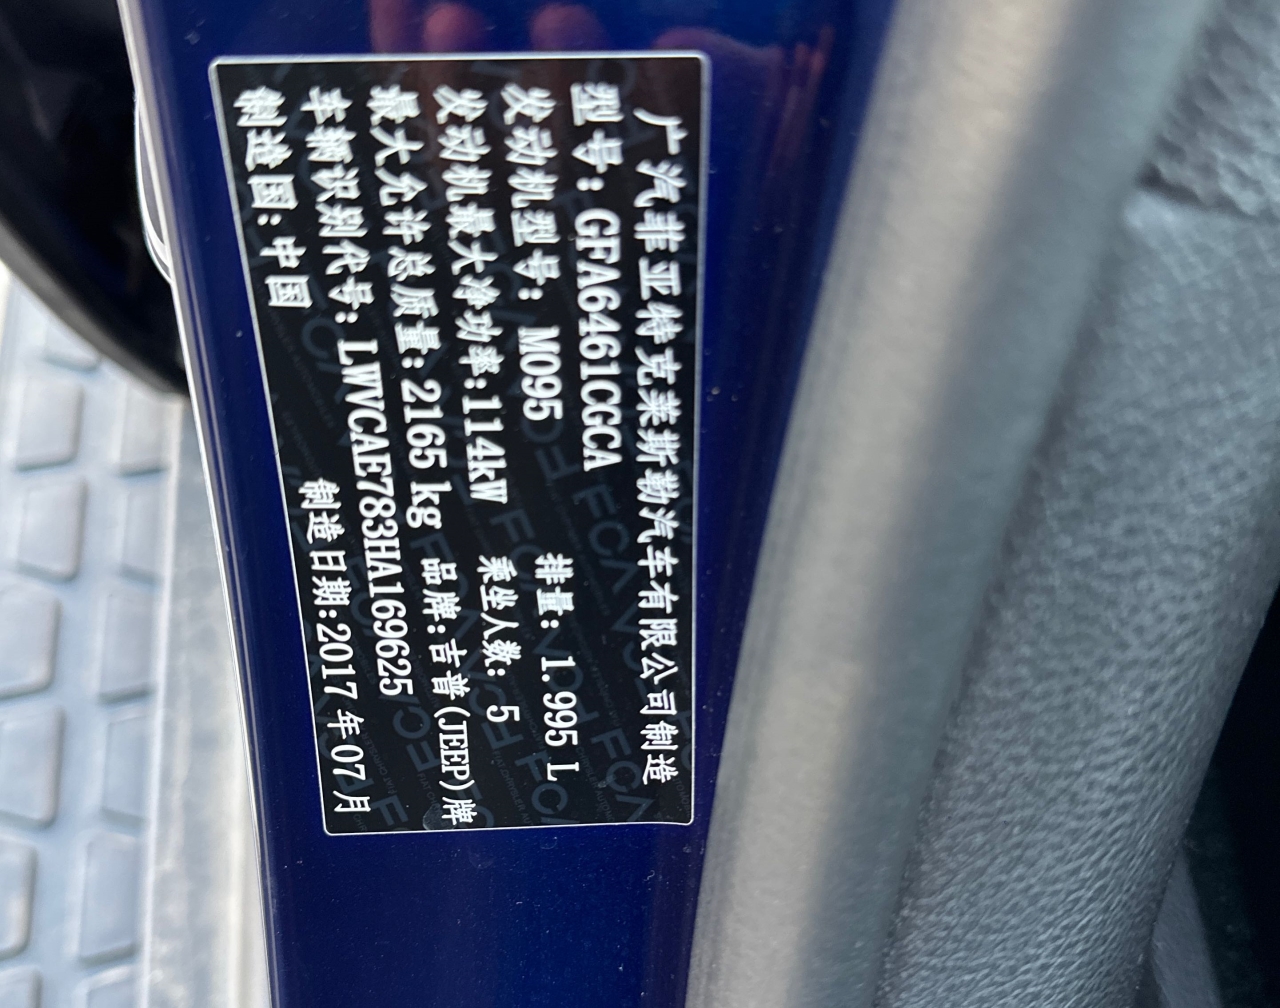 广汽菲亚特克莱斯勒汽车有限公司制造
型号：GFA6461CGCA
发动机型号：M095 排量：1.995 L
发动机最大净功率：114kW 乘坐人数：5
最大允许总质量：2165 kg 品牌：吉普(JEEP)牌
车辆识别代号：LWVCAE783HA169625
制造国：中国 制造日期：2017年07月